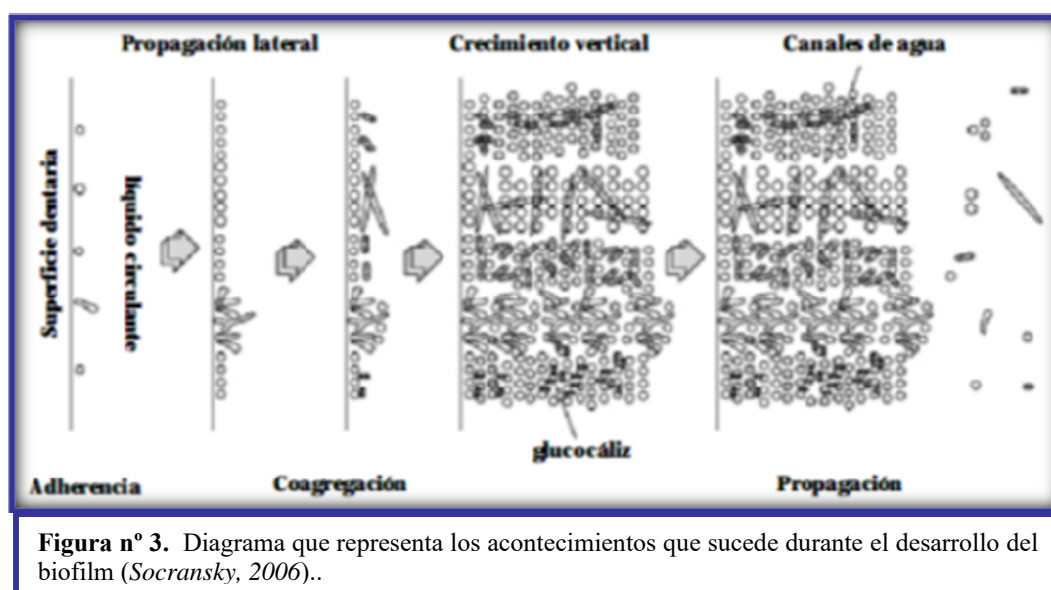 Propagación lateral
Crecimiento vertical
Canales de agua
Superficie dentaria
líquido circulante
glucocáliz
Adherencia
Coagregación
Propagación
Figura nº 3. Diagrama que representa los acontecimientos que sucede durante el desarrollo del
biofilm (Socransky, 2006)..